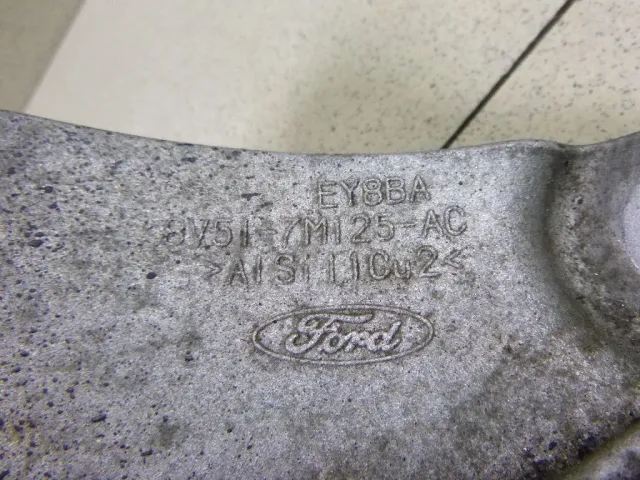 EY8BA
8V51-7M125-AC
>AlSi11Cu2<
Ford